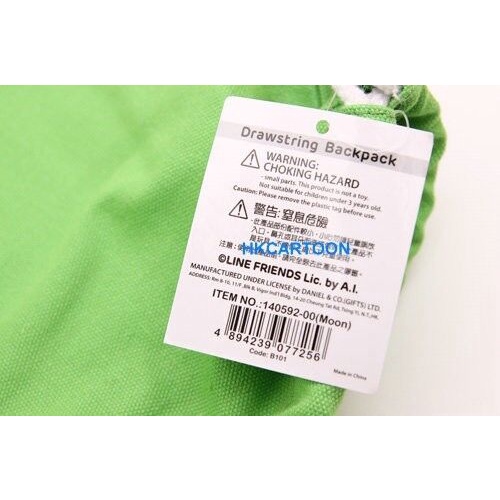 Drawstring Backpack
WARNING:
CHOKING HAZARD
- small parts. This product is not a toy.
Not suitable for children under 3 years old.
Caution: Please remove the plastic tag before use.
警告: 窒息危險
HKCARTOON
©LINE FRIENDS Lic. by A.I.
MANUFACTURED UNDER LICENSE BY DANIEL & CO.(GIFTS) LTD.
ADDRESS:
ITEM NO.: 140592-00(Moon)
4 894239 077256
Code: B101
Made in China